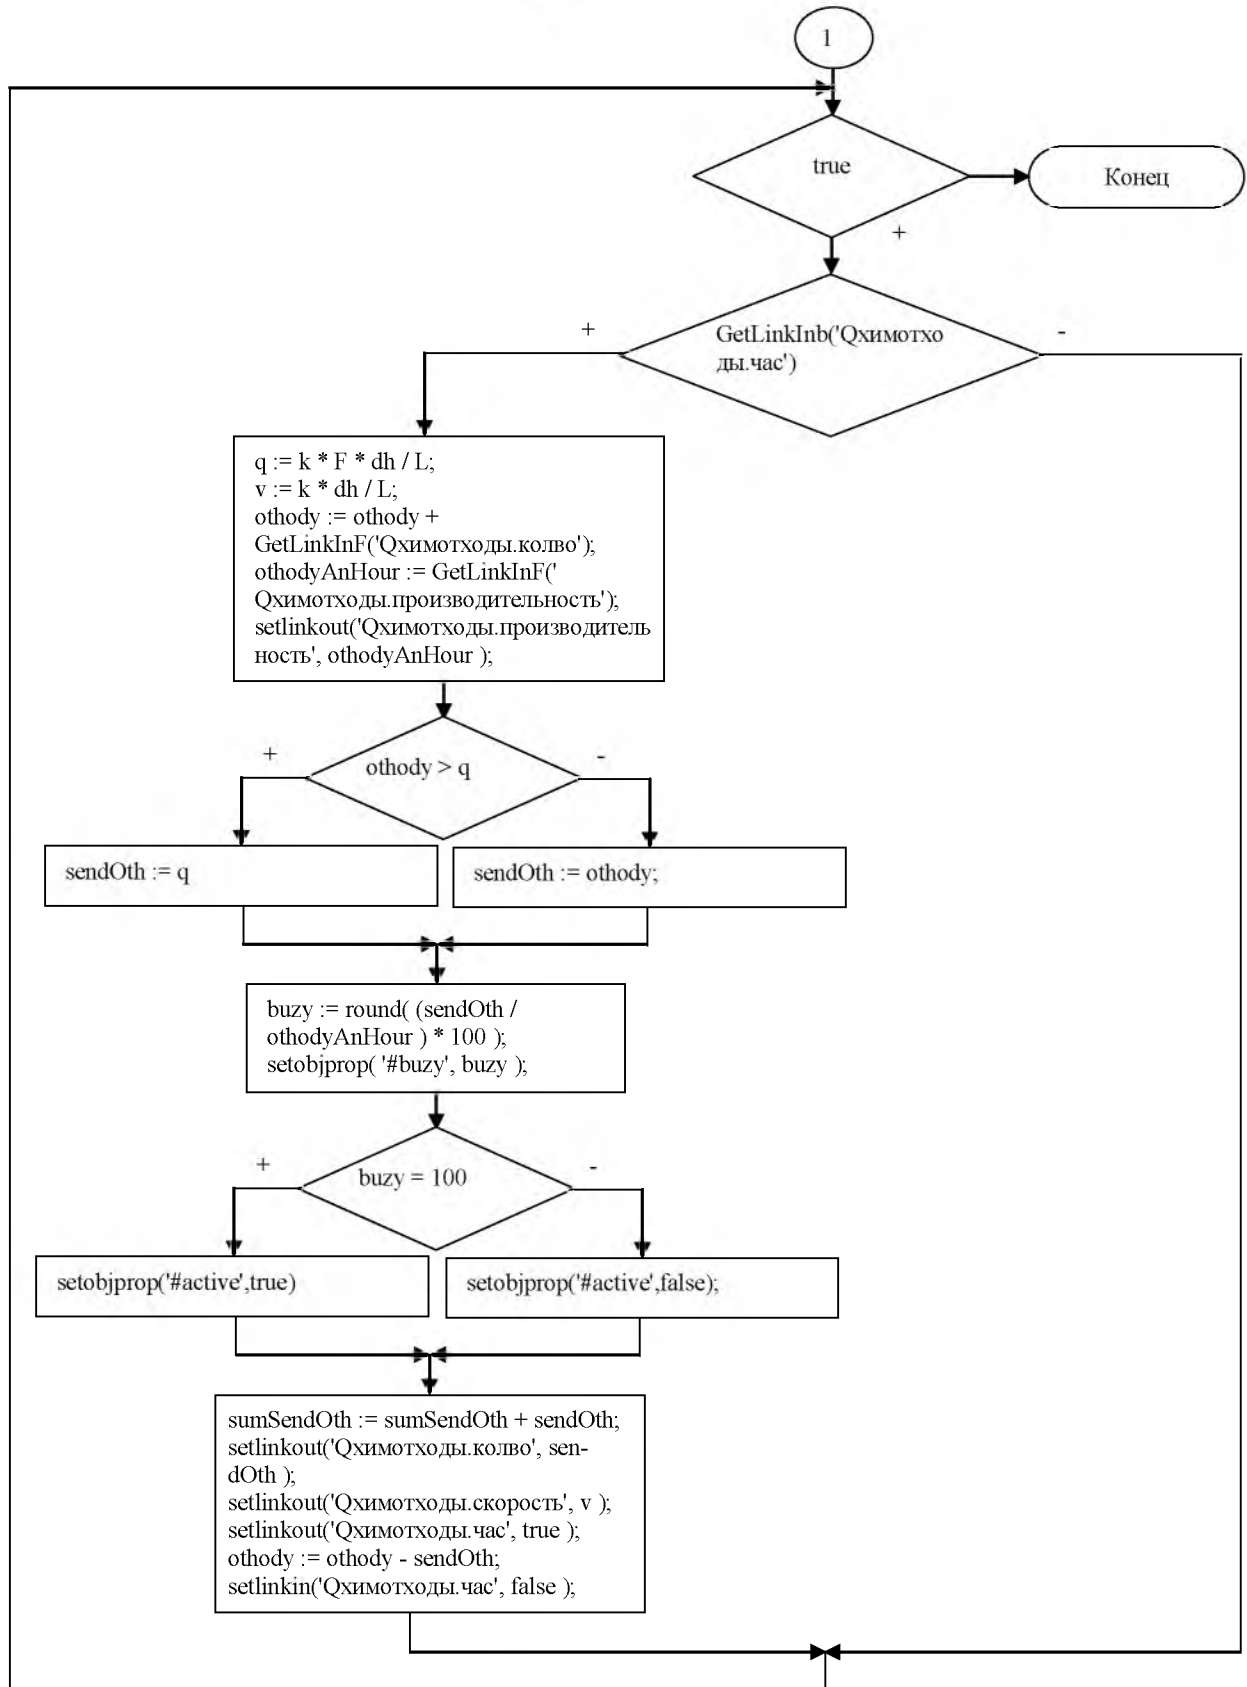 1
true
Конец
+
GetLinkInb('Qхимотхо
ды.час')
+
-
q := k * F * dh / L;
v := k * dh / L;
othody := othody +
GetLinkInF('Qхимотходы.колво');
othodyAnHour := GetLinkInF('
Qхимотходы.производительность');
setlinkout('Qхимотходы.производитель
ность', othodyAnHour );
+
othody > q
-
sendOth := q
sendOth := othody;
buzy := round( (sendOth /
othodyAnHour ) * 100 );
setobjprop( '#buzy', buzy );
+
buzy = 100
-
setobjprop('#active',true)
setobjprop('#active',false);
sumSendOth := sumSendOth + sendOth;
setlinkout('Qхимотходы.колво', sen-
dOth );
setlinkout('Qхимотходы.скорость', v );
setlinkout('Qхимотходы.час', true );
othody := othody - sendOth;
setlinkin('Qхимотходы.час', false );